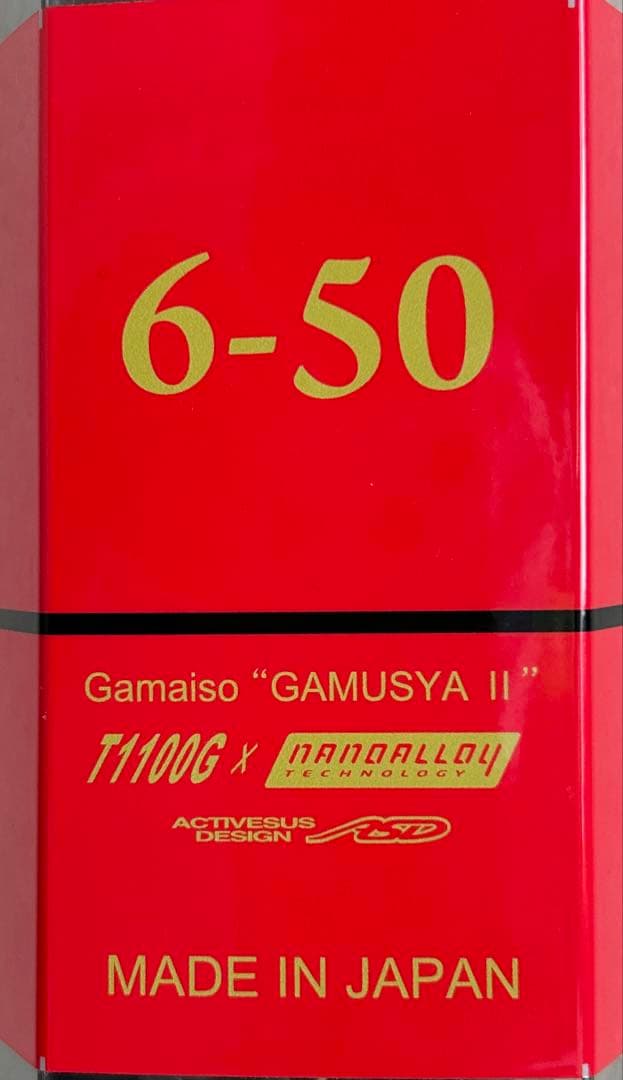 6-50
Gamaiso “GAMUSYA II”
T1100G X NANOALLOY
TECHNOLOGY
ACTIVESUS
DESIGN ASD
MADE IN JAPAN